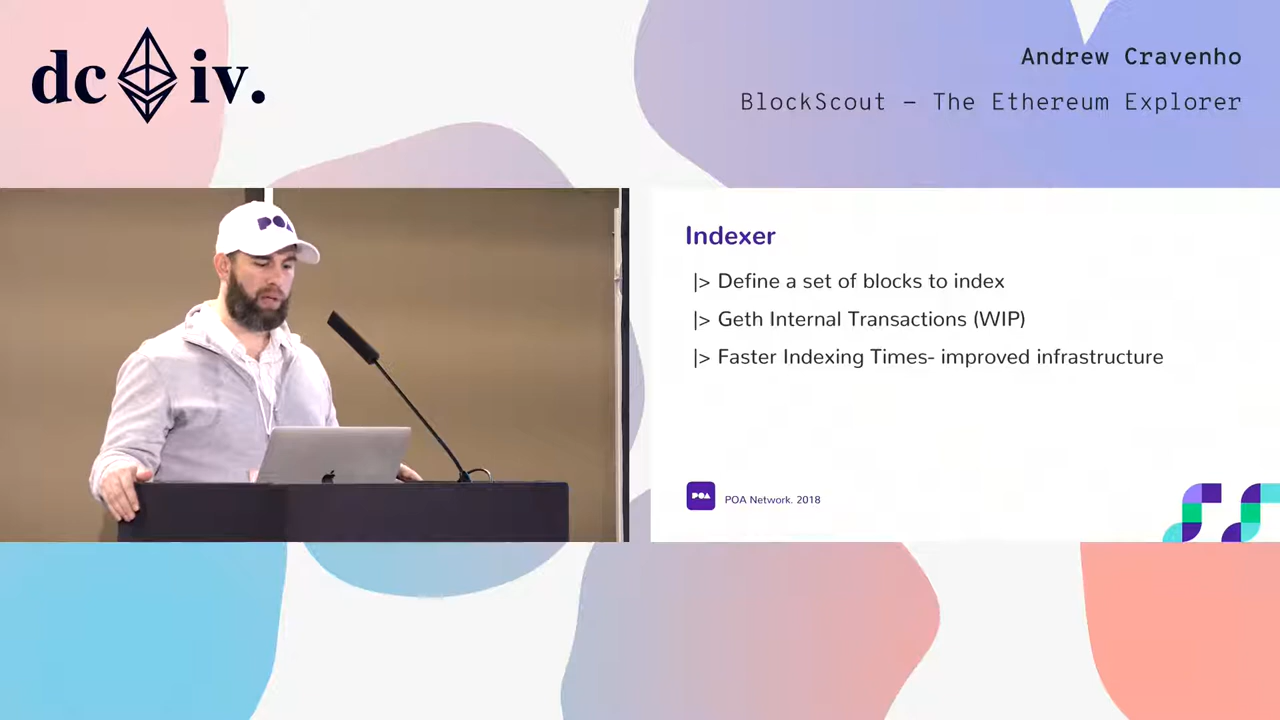 dc iv.
Andrew Cravenho
BlockScout – The Ethereum Explorer
POA
Indexer
|> Define a set of blocks to index
|> Geth Internal Transactions (WIP)
|> Faster Indexing Times- improved infrastructure
POA
POA Network. 2018